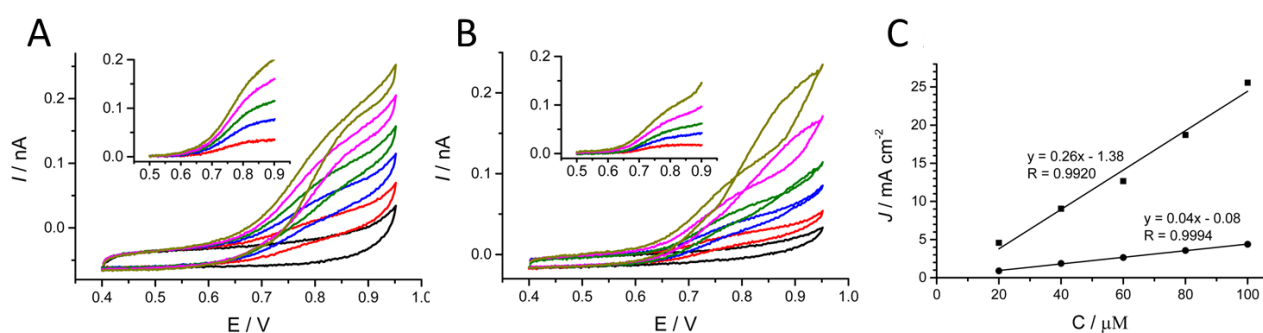 A
0.2
0.1
0.0
0.5 0.6 0.7 0.8 0.9
0.2
0.1
0.0
I / nA
0.4 0.5 0.6 0.7 0.8 0.9 1.0
E / V
B
0.2
0.1
0.0
0.5 0.6 0.7 0.8 0.9
0.2
0.1
0.0
I / nA
0.4 0.5 0.6 0.7 0.8 0.9 1.0
E / V
C
25
20
15
10
5
0
J / mA cm⁻²
y = 0.26x - 1.38
R = 0.9920
y = 0.04x - 0.08
R = 0.9994
0 20 40 60 80 100
C / μM